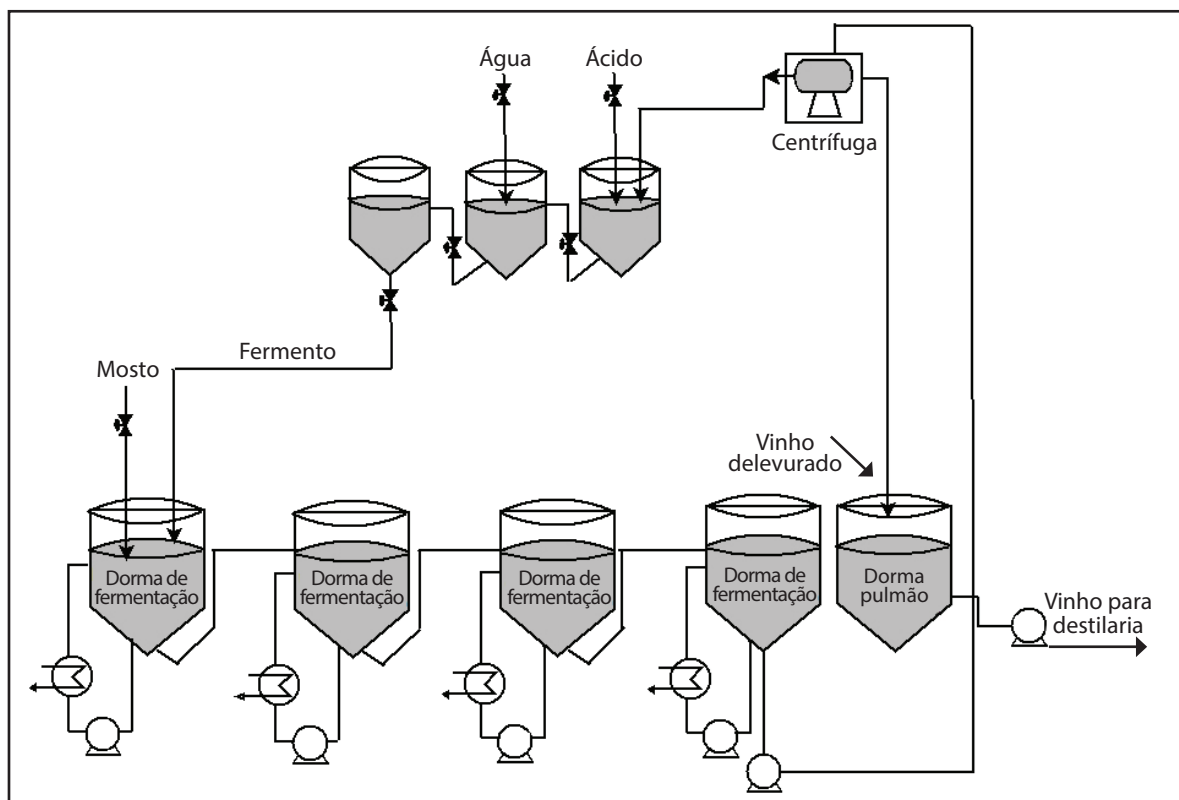 Água
Ácido
Centrífuga
Fermento
Mosto
Vinho
delevurado
Dorma de
fermentação
Dorma de
fermentação
Dorma de
fermentação
Dorma de
fermentação
Dorma
pulmão
Vinho para
destilaria